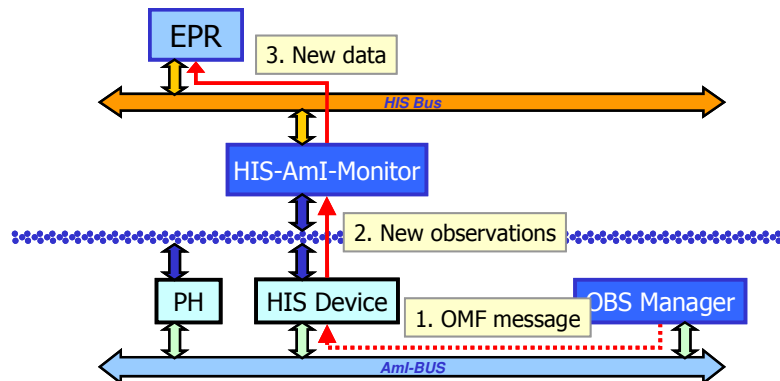 EPR
3. New data
HIS Bus
HIS-AmI-Monitor
2. New observations
PH
HIS Device
OBS Manager
1. OMF message
AmI-BUS